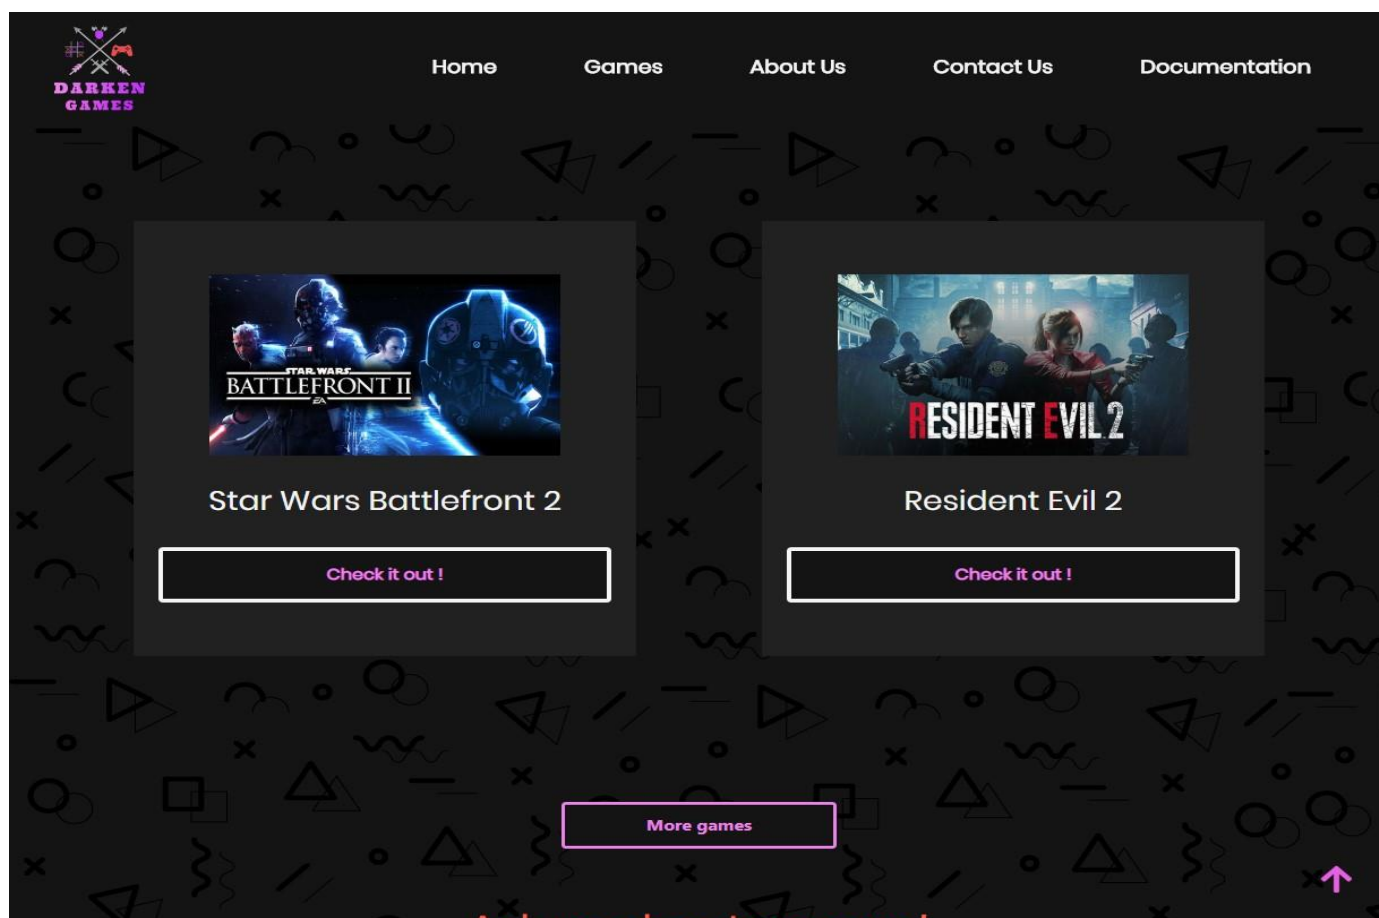 DARKEN
GAMES
Home
Games
About Us
Contact Us
Documentation
STAR WARS
BATTLEFRONT II
EA
RESIDENT EVIL 2
Star Wars Battlefront 2
Resident Evil 2
Check it out !
Check it out !
More games